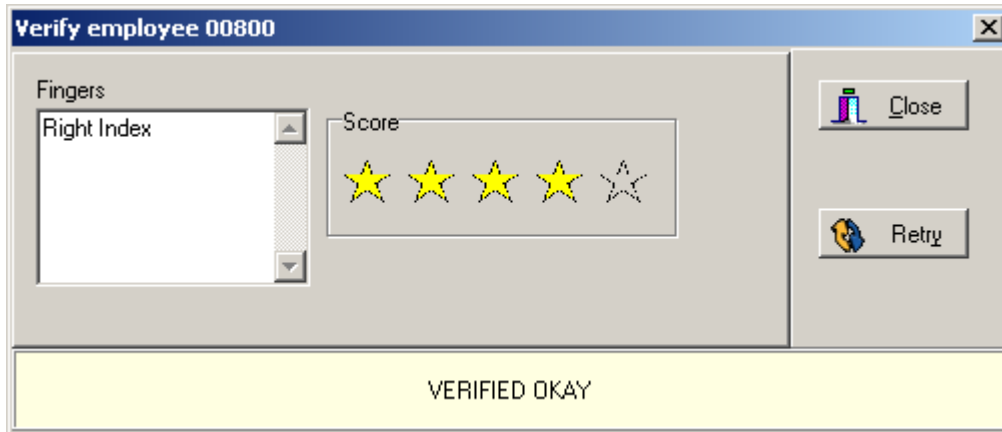 Verify employee 00800
Fingers
Right Index
Score
Close
Retry
VERIFIED OKAY